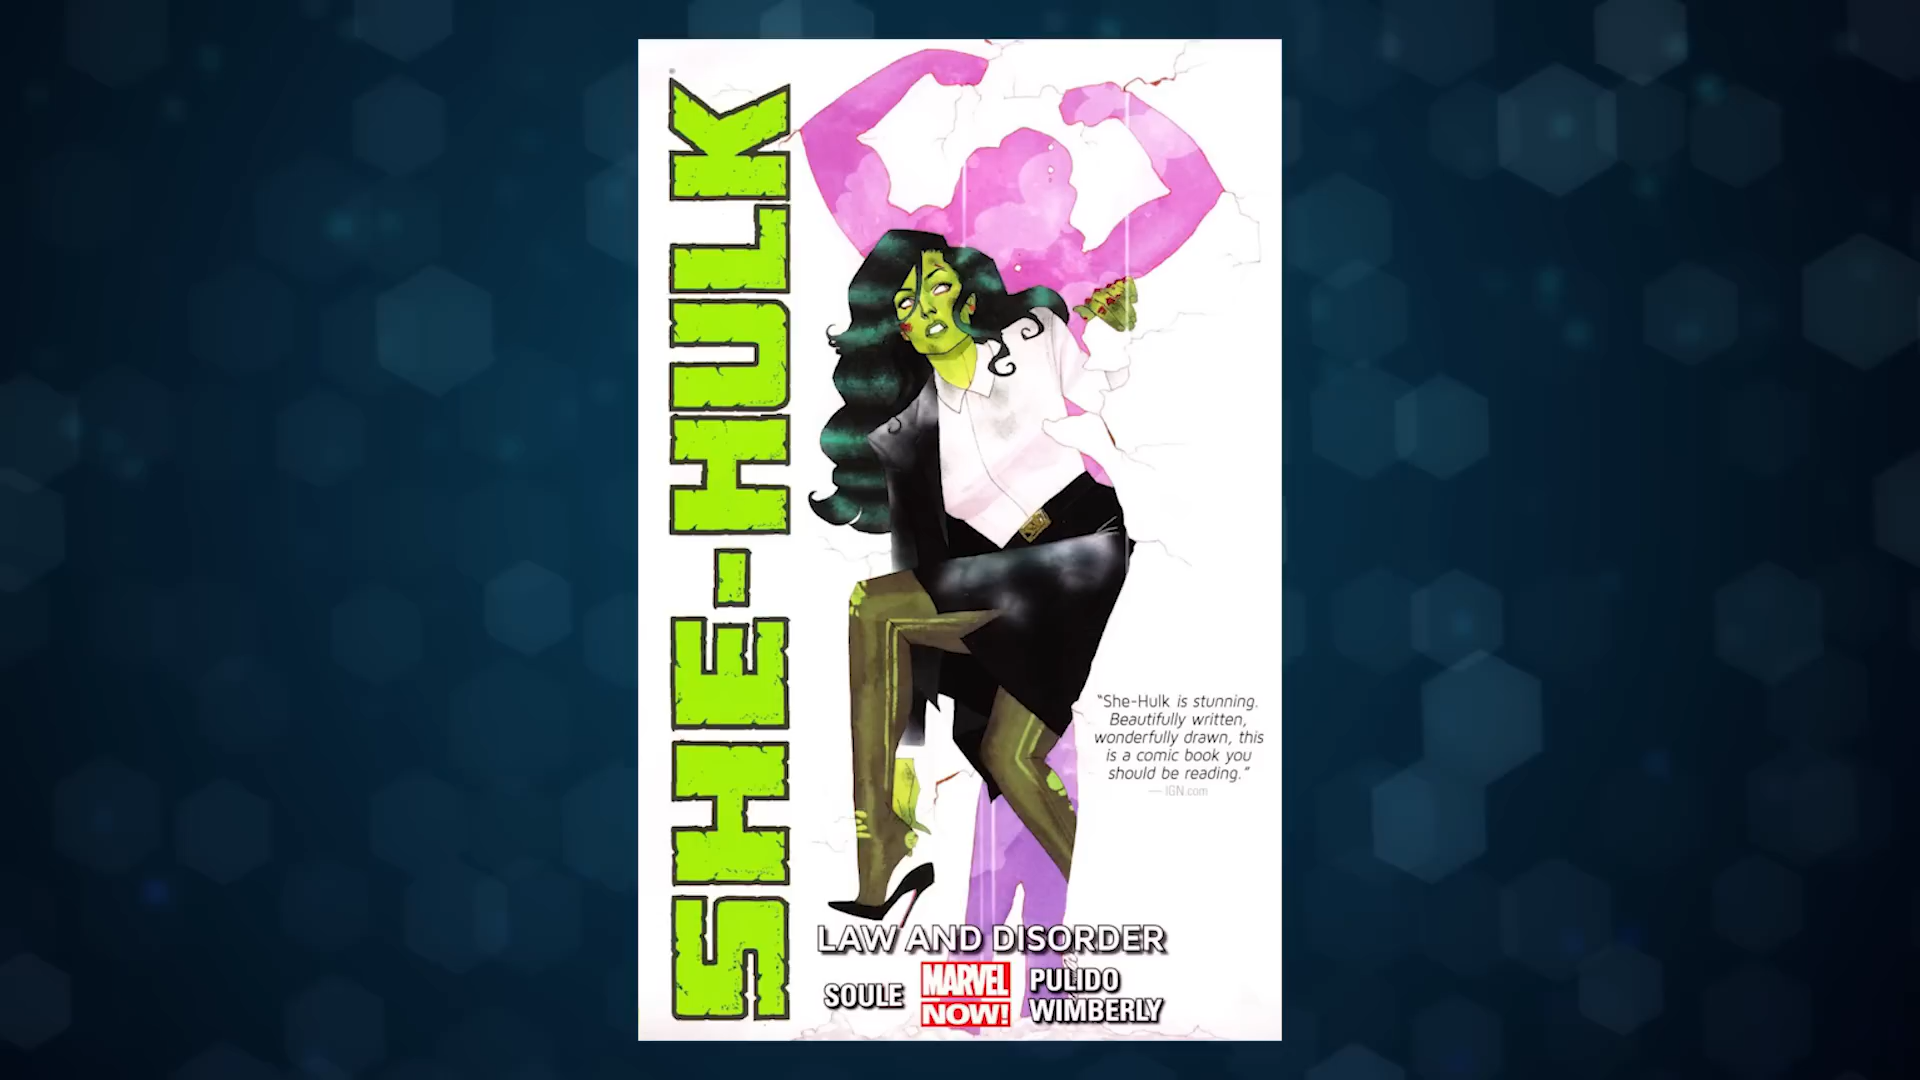 SHE-HULK
“She-Hulk is stunning.
Beautifully written,
wonderfully drawn, this
is a comic book you
should be reading.”
— IGN.com
LAW AND DISORDER
SOULE
MARVEL
NOW!
PULIDO
WIMBERLY